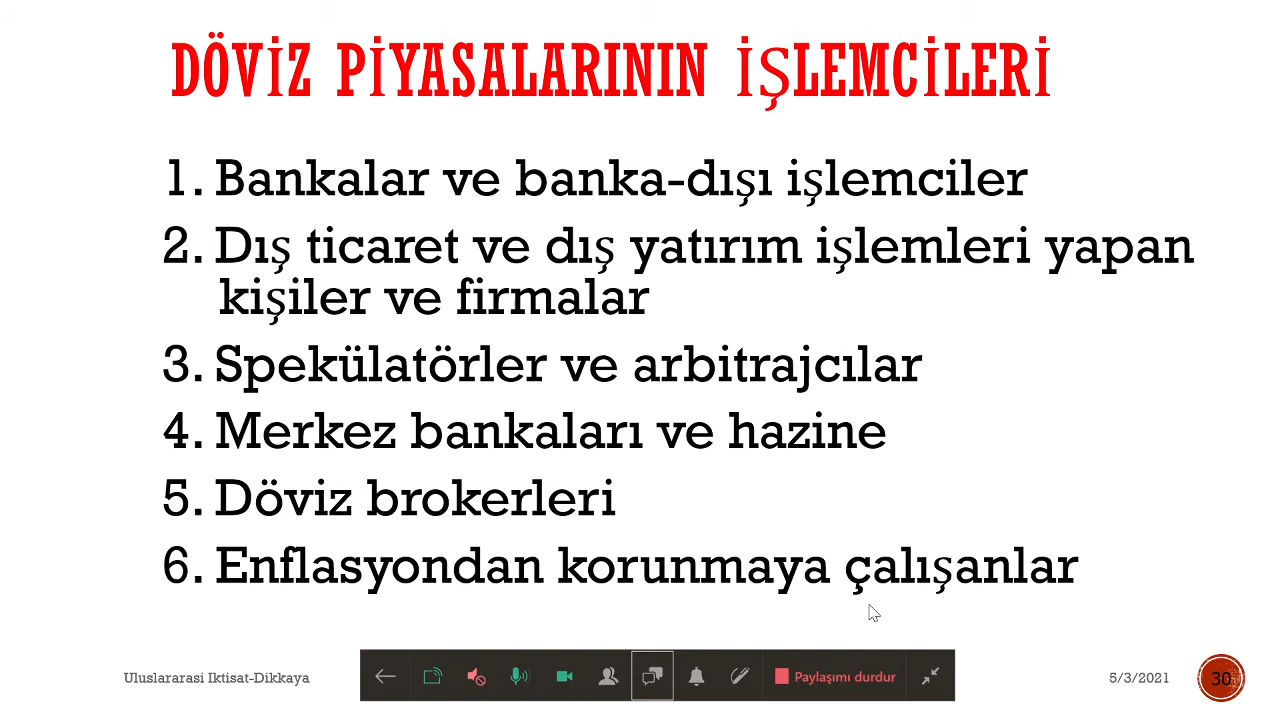 DÖVİZ PİYASALARININ İŞLEMCİLERİ
1. Bankalar ve banka-dışı işlemciler
2. Dış ticaret ve dış yatırım işlemleri yapan
kişiler ve firmalar
3. Spekülatörler ve arbitrajcılar
4. Merkez bankaları ve hazine
5. Döviz brokerleri
6. Enflasyondan korunmaya çalışanlar
Uluslararasi Iktisat-Dikkaya
Paylaşımı durdur
5/3/2021
30